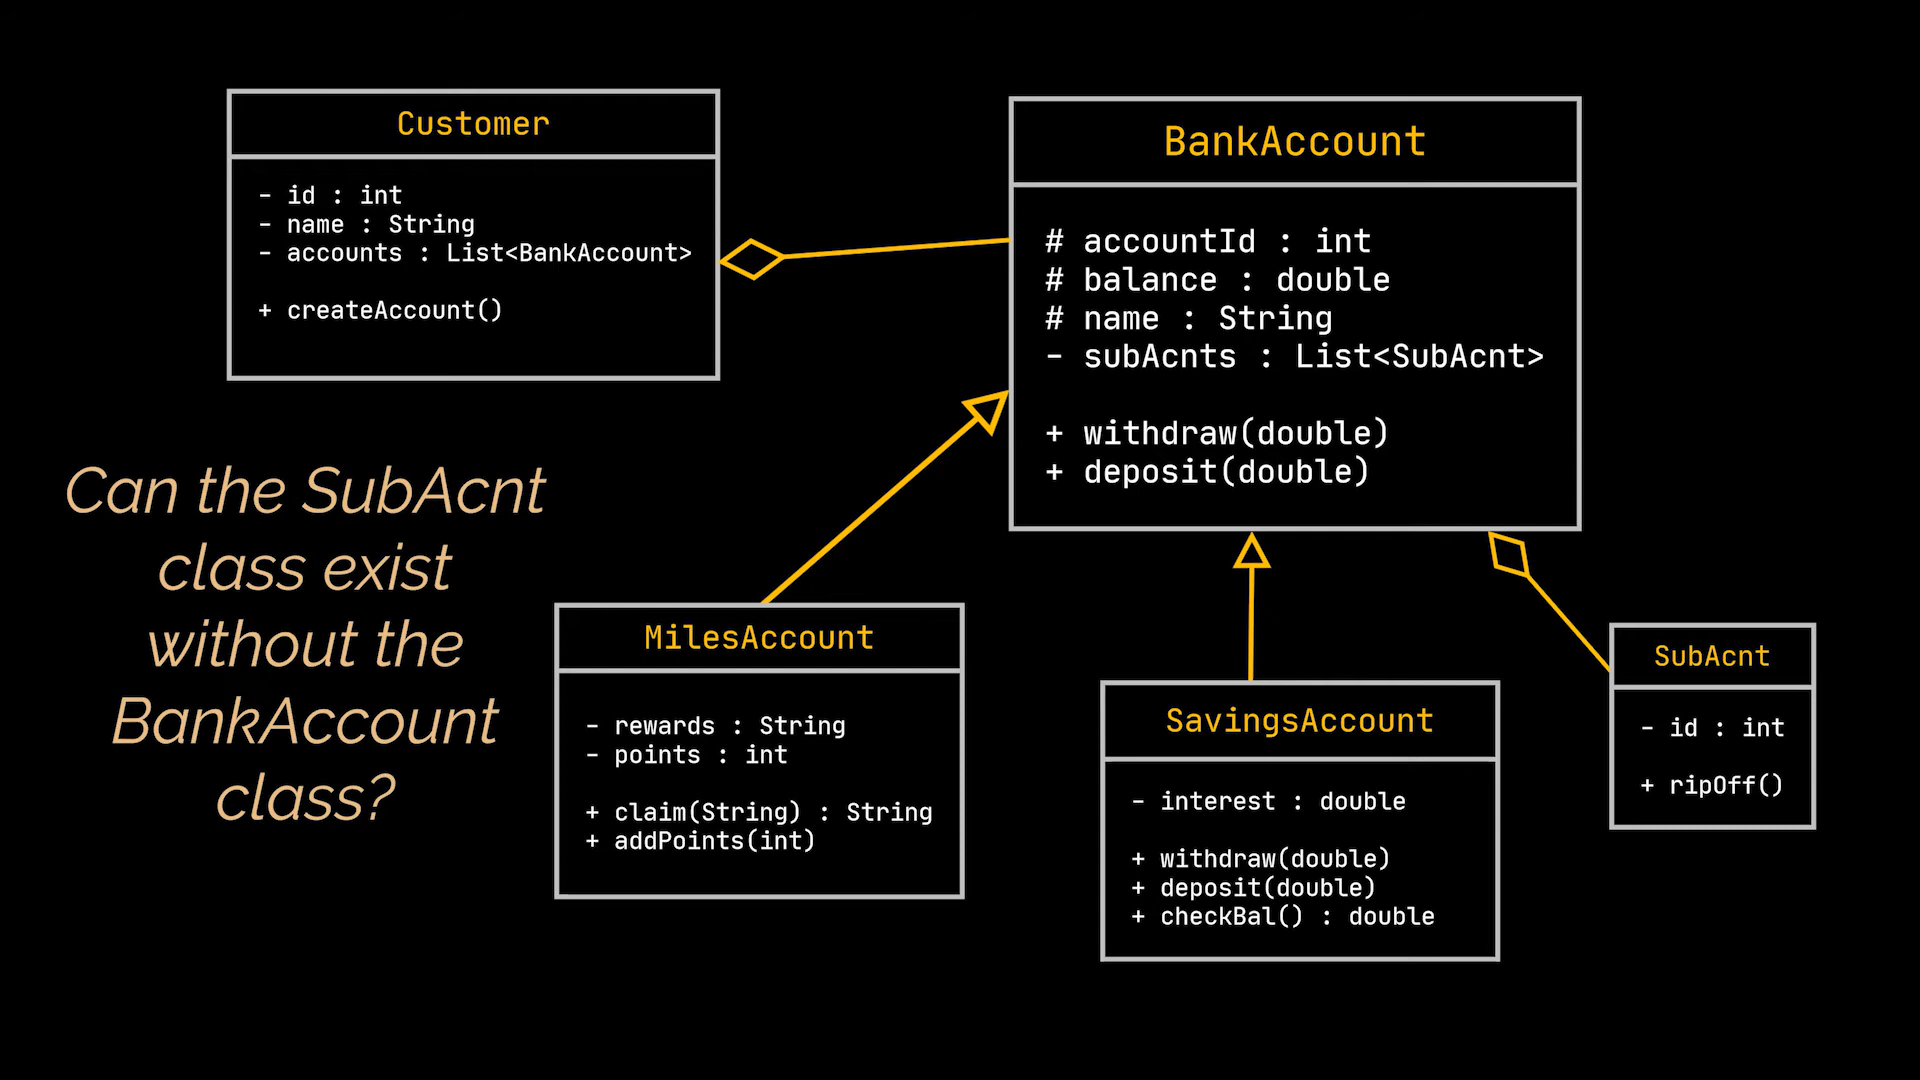 Customer
- id : int
- name : String
- accounts : List<BankAccount>
+ createAccount()
BankAccount
# accountId : int
# balance : double
# name : String
- subAcnts : List<SubAcnt>
+ withdraw(double)
+ deposit(double)
Can the SubAcnt
class exist
without the
BankAccount
class?
MilesAccount
- rewards : String
- points : int
+ claim(String) : String
+ addPoints(int)
SavingsAccount
- interest : double
+ withdraw(double)
+ deposit(double)
+ checkBal() : double
SubAcnt
- id : int
+ ripOff()